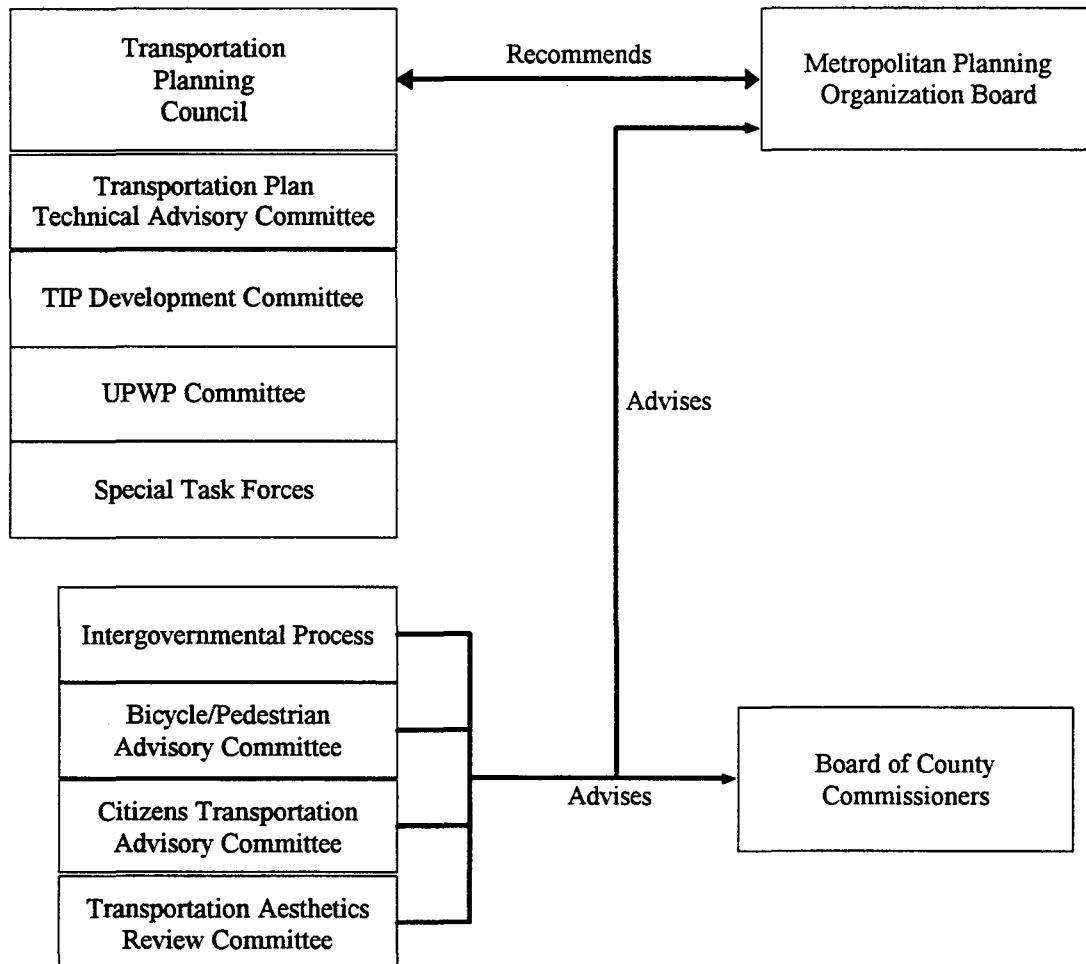 Transportation
Planning
Council
Recommends
Metropolitan Planning
Organization Board
Transportation Plan
Technical Advisory Committee
TIP Development Committee
UPWP Committee
Advises
Special Task Forces
Intergovernmental Process
Bicycle/Pedestrian
Advisory Committee
Citizens Transportation
Advisory Committee
Transportation Aesthetics
Review Committee
Advises
Board of County
Commissioners